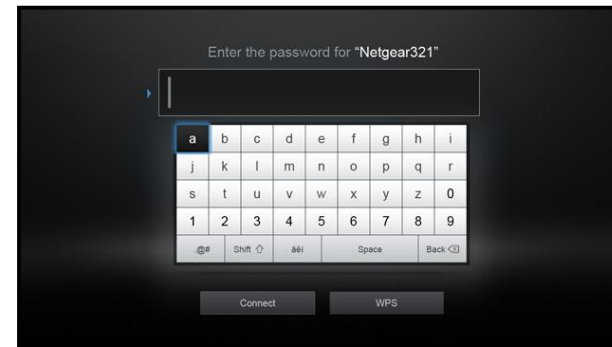 Enter the password for “Netgear321”
a b c d e f g h i
j k l m n o p q r
s t u v w x y z 0
1 2 3 4 5 6 7 8 9
.@# Shift áêï Space Back
Connect WPS